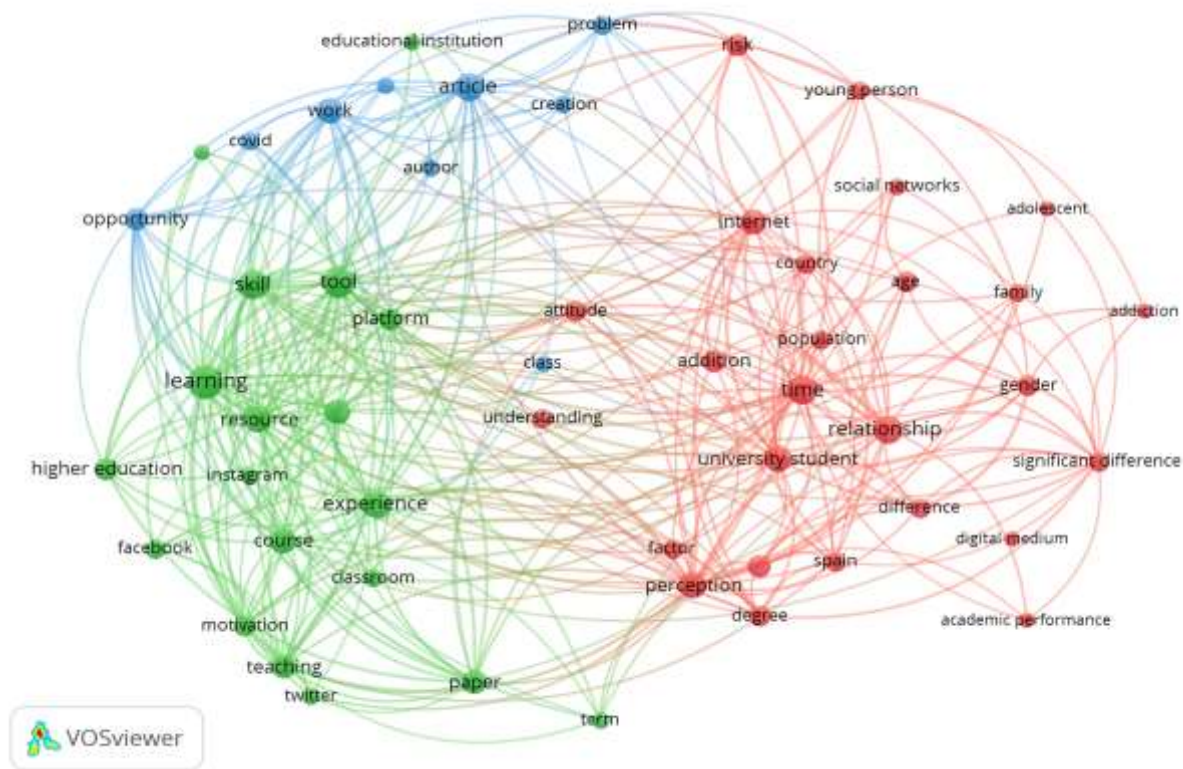 problem
educational institution
risk
article
young person
creation
work
covid
author
social networks
adolescent
opportunity
internet
country
skill
tool
age
family
attitude
addiction
platform
population
class
addition
learning
time
gender
resource
understanding
relationship
higher education
instagram
university student
significant difference
experience
difference
course
digital medium
facebook
factor
spain
classroom
perception
degree
academic performance
motivation
teaching
paper
twitter
term
VOSviewer